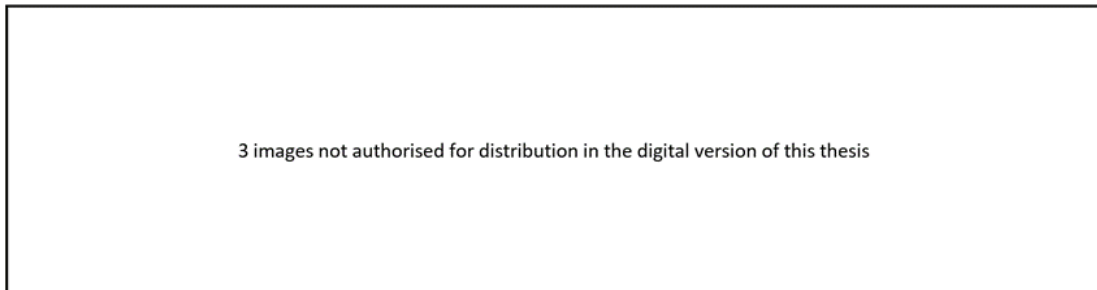 3 images not authorised for distribution in the digital version of this thesis